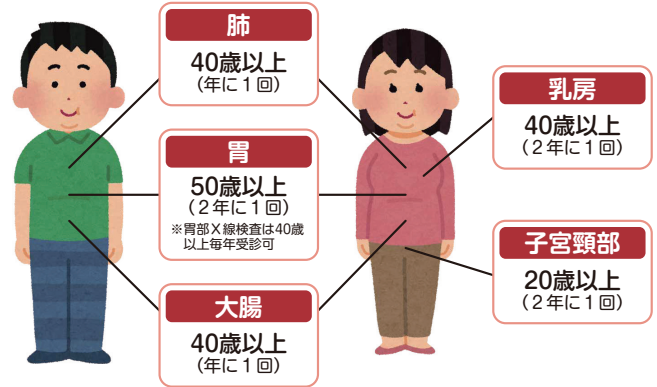 肺
40歳以上
（年に１回）
胃
50歳以上
（２年に１回）
※胃部Ⅹ線検査は40歳
以上毎年受診可
大腸
40歳以上
（年に１回）
乳房
40歳以上
（２年に１回）
子宮頸部
20歳以上
（２年に１回）